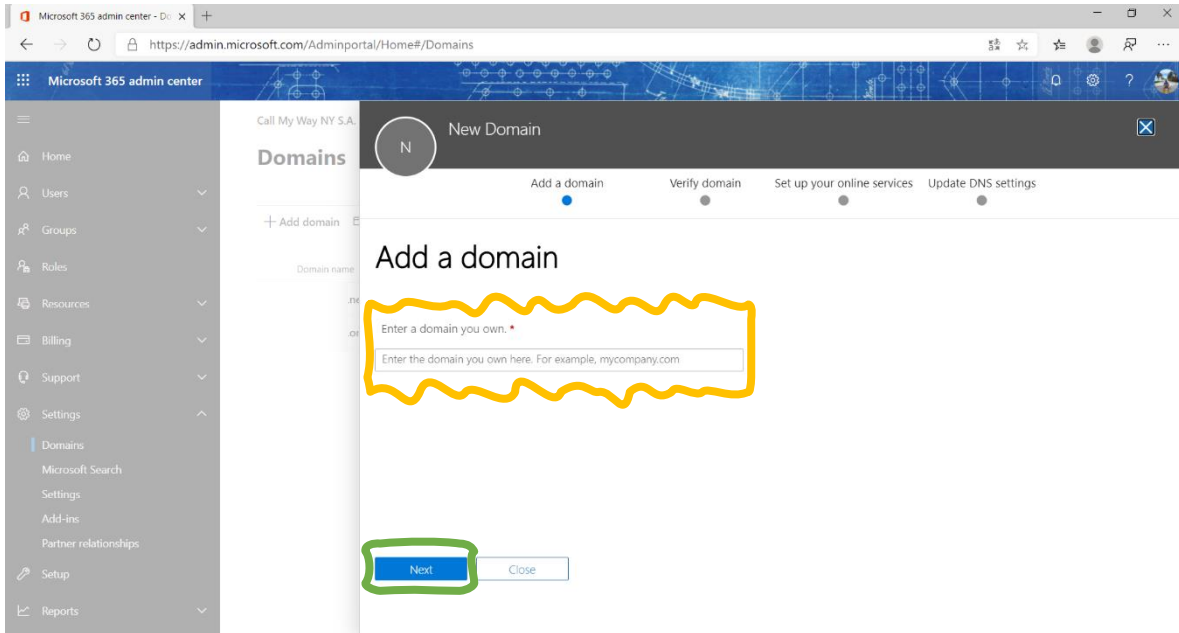 Microsoft 365 admin center - Do
https://admin.microsoft.com/Adminportal/Home#/Domains
Microsoft 365 admin center
?
Home
Users
Groups
Roles
Resources
Billing
Support
Settings
Domains
Microsoft Search
Settings
Add-ins
Partner relationships
Setup
Reports
Call My Way NY S.A.
Domains
Add domain
Domain name
.ne
.or
N
New Domain
Add a domain
Verify domain
Set up your online services
Update DNS settings
Add a domain
Enter a domain you own. *
Enter the domain you own here. For example, mycompany.com
Next
Close